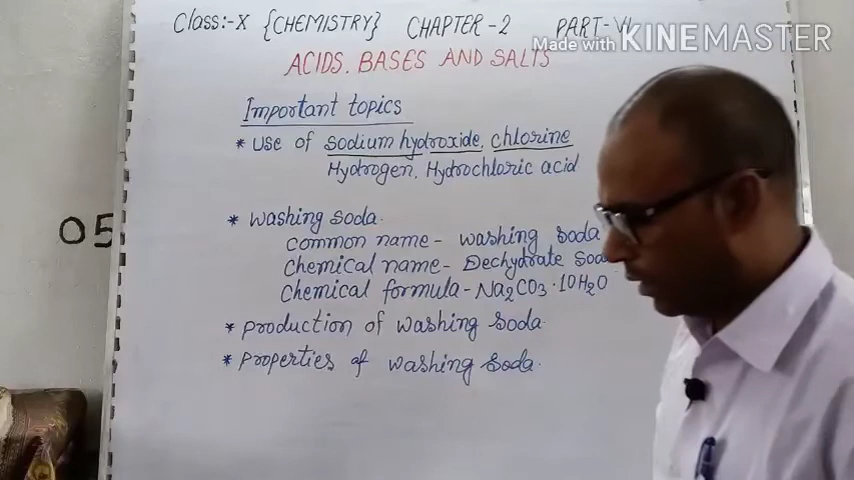 Class:-X {CHEMISTRY} CHAPTER-2 PART-VI
Made with KINEMASTER
ACIDS. BASES AND SALTS
Important topics
* Use of sodium hydroxide, chlorine
Hydrogen, Hydrochloric acid
05
* Washing soda.
Common name- Washing soda
Chemical name- Dechydrate
Chemical formula- Na2CO3·10H2O
* Production of washing soda
* Properties of washing soda.